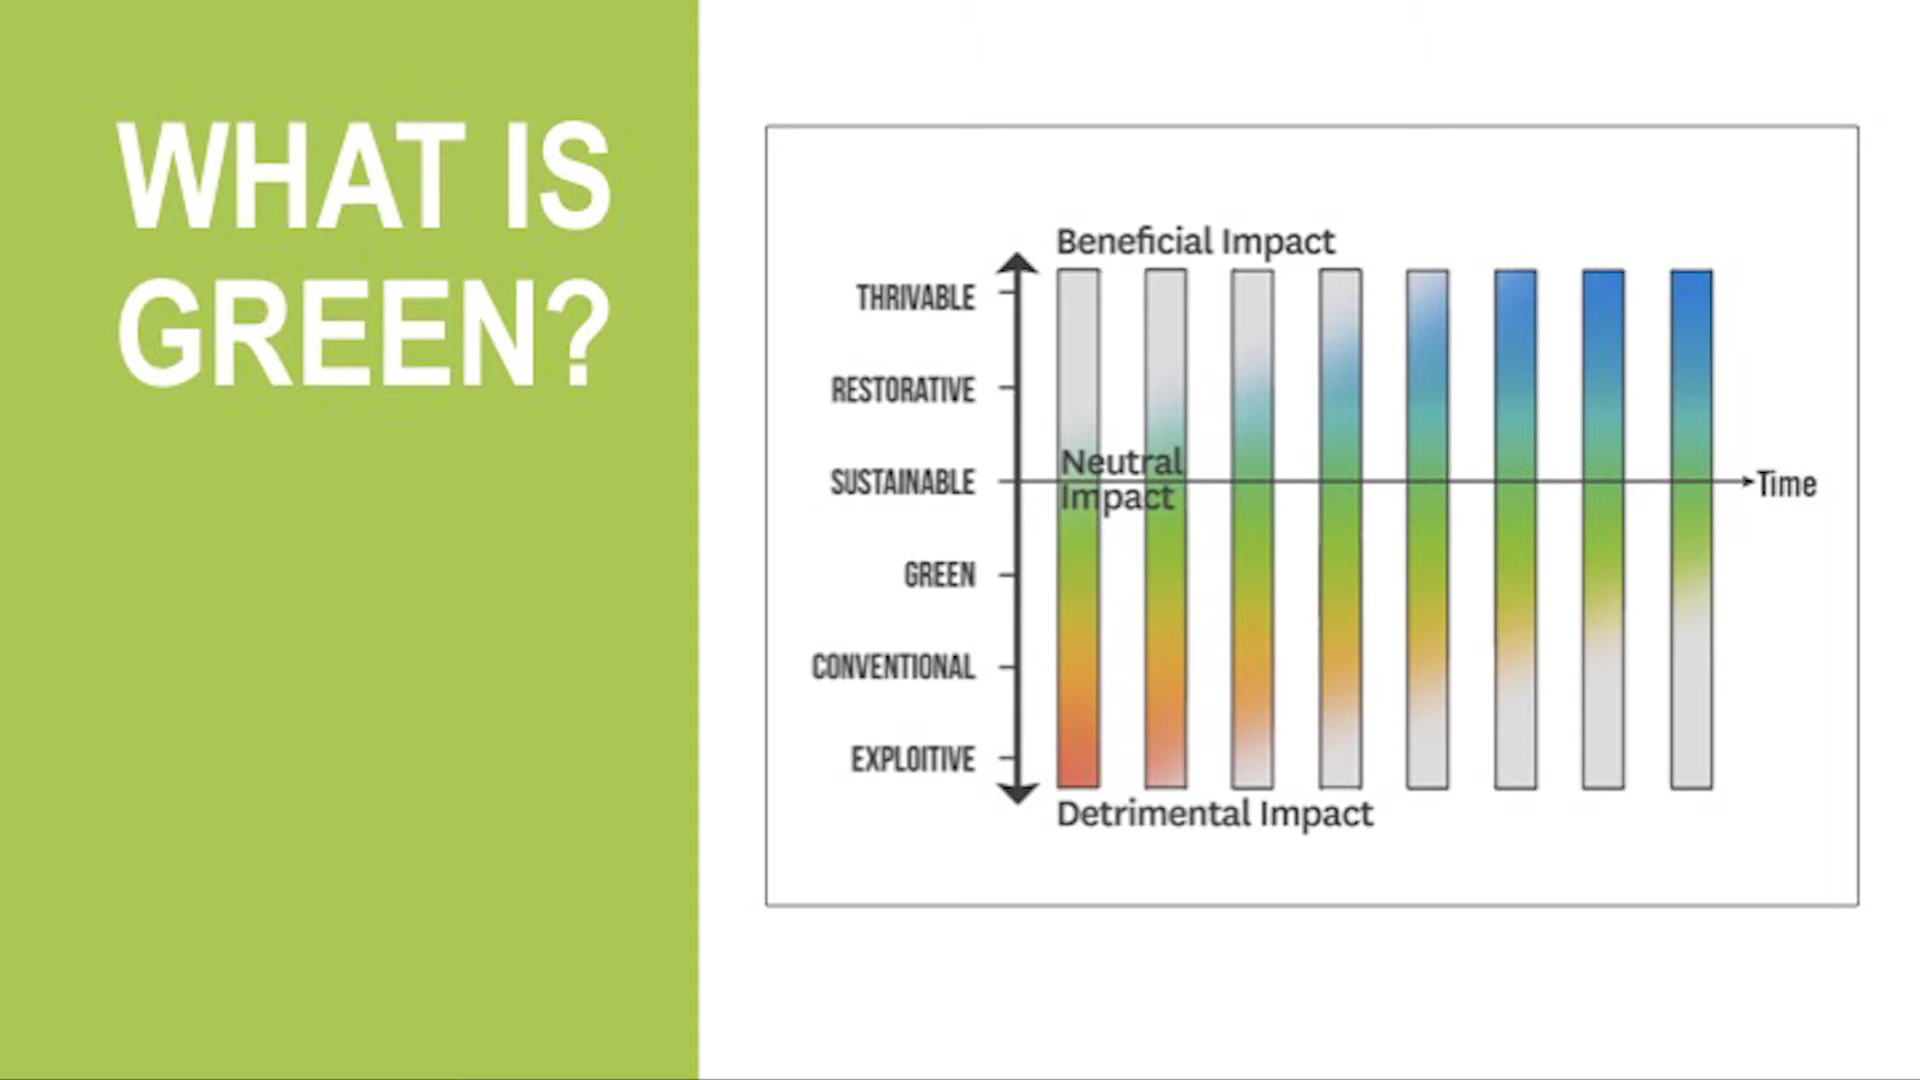 WHAT IS
GREEN?
Beneficial Impact
THRIVABLE
RESTORATIVE
Neutral
Impact
SUSTAINABLE
Time
GREEN
CONVENTIONAL
EXPLOITIVE
Detrimental Impact